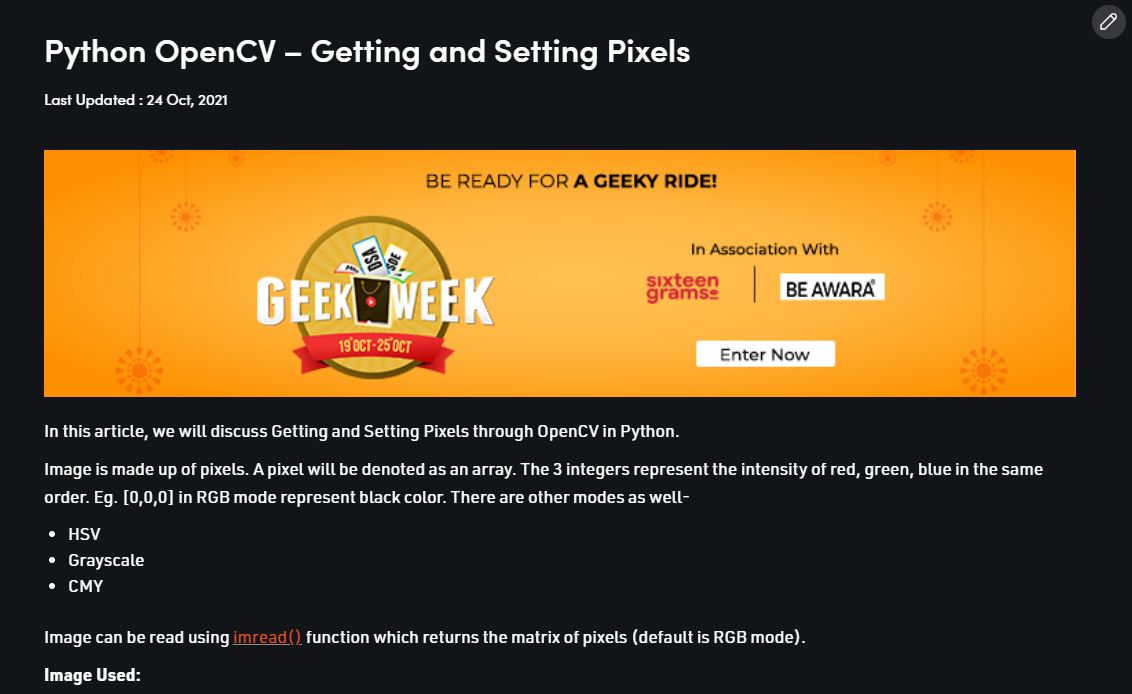 Python OpenCV – Getting and Setting Pixels
Last Updated : 24 Oct, 2021
BE READY FOR A GEEKY RIDE!
DSA
SDE
GEEK WEEK
19 OCT - 25 OCT
In Association With
sixteen
grams
BE AWARA
Enter Now
In this article, we will discuss Getting and Setting Pixels through OpenCV in Python.
Image is made up of pixels. A pixel will be denoted as an array. The 3 integers represent the intensity of red, green, blue in the same
order. Eg. [0,0,0] in RGB mode represent black color. There are other modes as well-
• HSV
• Grayscale
• CMY
Image can be read using imread() function which returns the matrix of pixels (default is RGB mode).
Image Used: